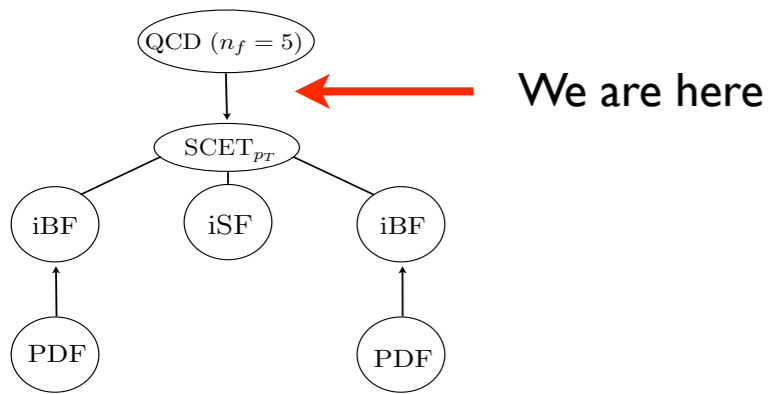 QCD (n_f = 5)
We are here
SCET_{p_T}
iBF
iSF
iBF
PDF
PDF